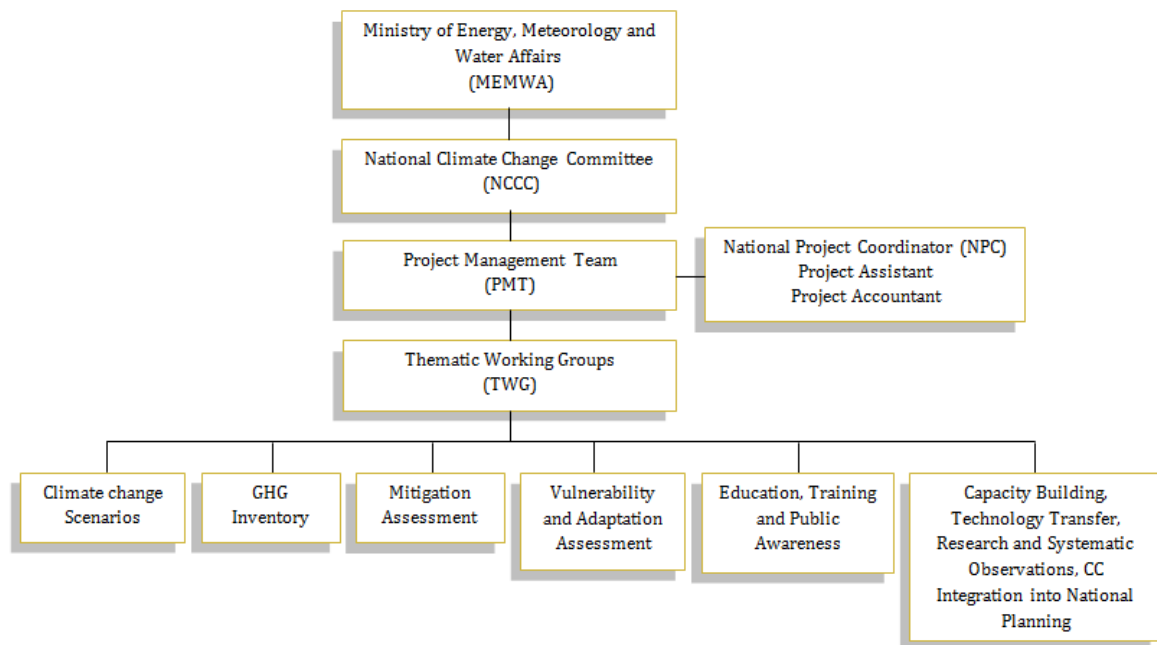 Ministry of Energy, Meteorology and
Water Affairs
(MEMWA)
National Climate Change Committee
(NCCC)
Project Management Team
(PMT)
National Project Coordinator (NPC)
Project Assistant
Project Accountant
Thematic Working Groups
(TWG)
Climate change
Scenarios
GHG
Inventory
Mitigation
Assessment
Vulnerability
and Adaptation
Assessment
Education, Training
and Public
Awareness
Capacity Building,
Technology Transfer,
Research and Systematic
Observations, CC
Integration into National
Planning